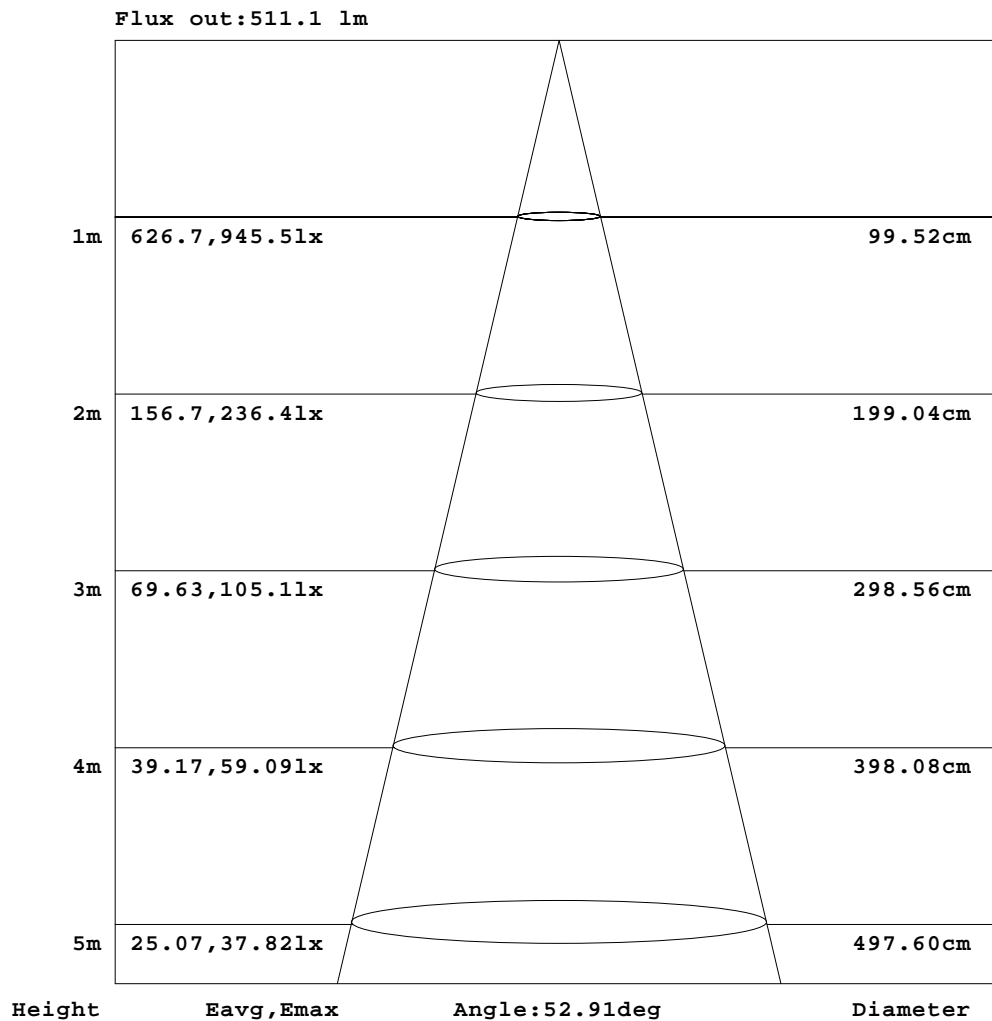 Flux out:511.1 lm
1m 626.7,945.5lx 99.52cm
2m 156.7,236.4lx 199.04cm
3m 69.63,105.1lx 298.56cm
4m 39.17,59.09lx 398.08cm
5m 25.07,37.82lx 497.60cm
Height Eavg,Emax Angle:52.91deg Diameter